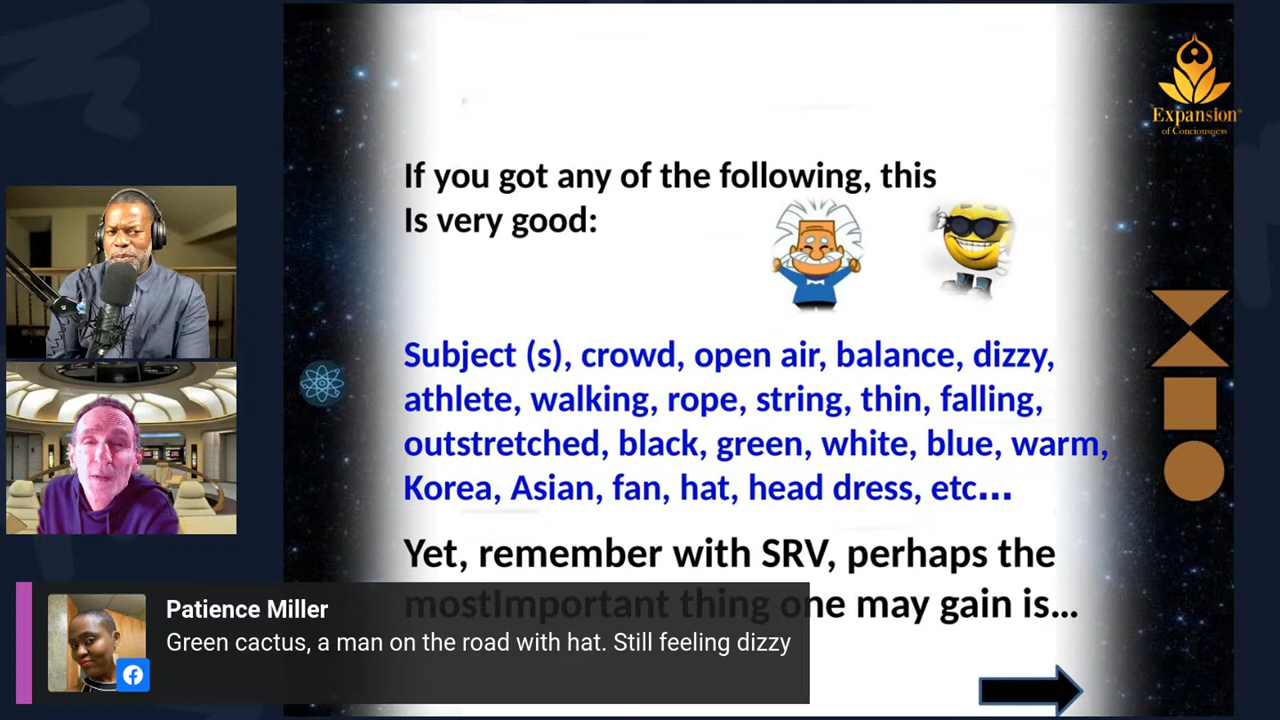 Expansion
of Conciousness
If you got any of the following, this
Is very good:
Subject (s), crowd, open air, balance, dizzy,
athlete, walking, rope, string, thin, falling,
outstretched, black, green, white, blue, warm,
Korea, Asian, fan, hat, head dress, etc...
Yet, remember with SRV, perhaps the
mostImportant thing one may gain is...
Patience Miller
Green cactus, a man on the road with hat. Still feeling dizzy